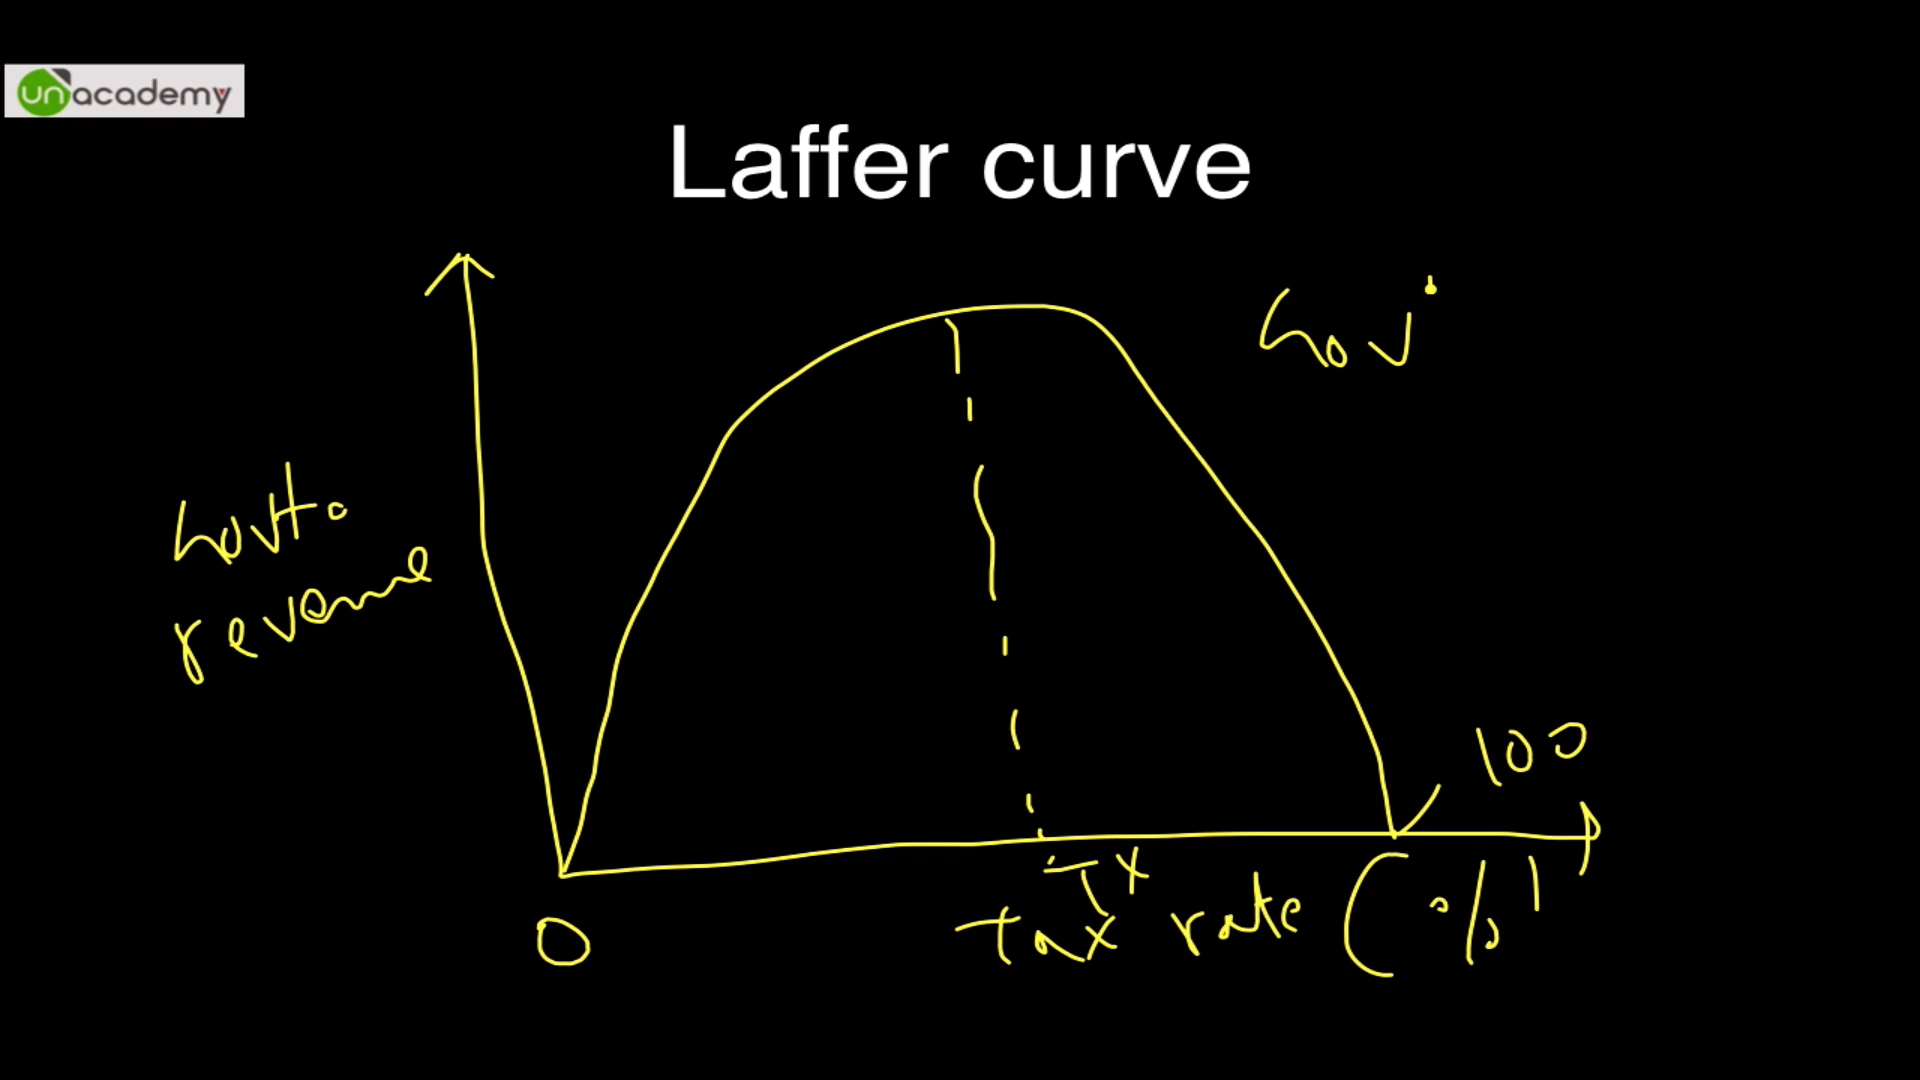 unacademy
Laffer curve
Gov
Govt.
revenue
100
T*
0
Tax rate (%)